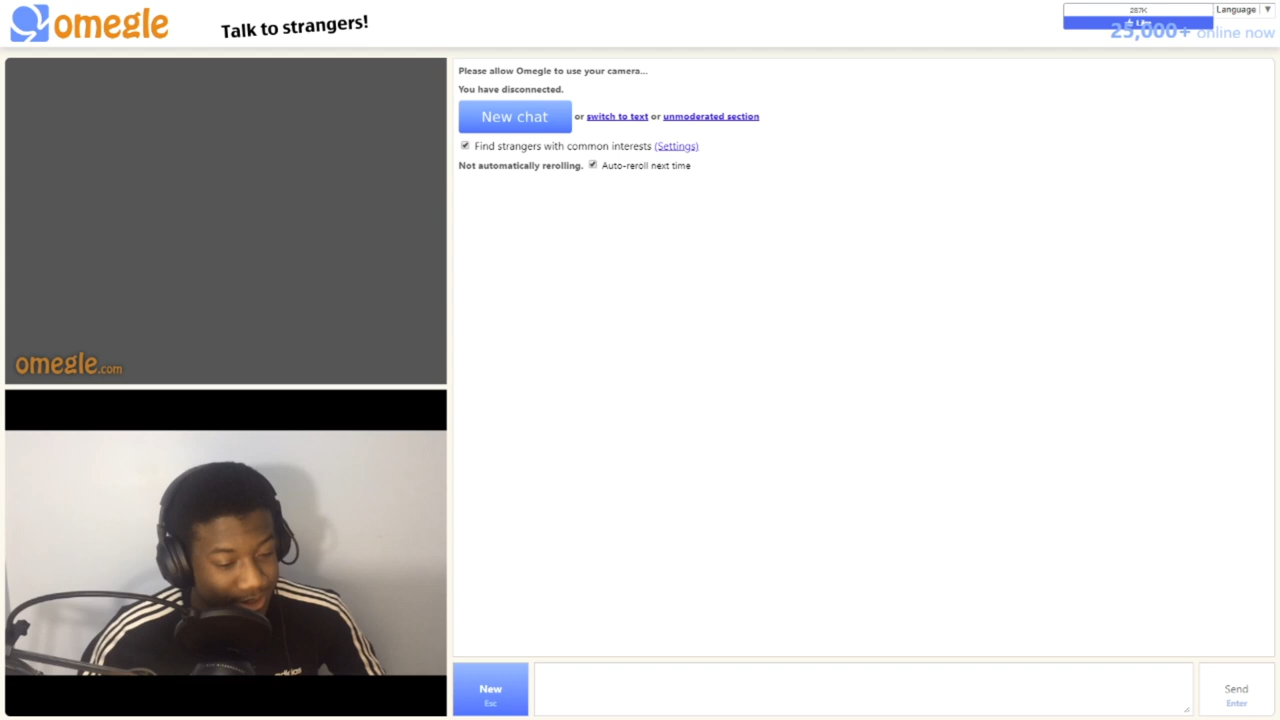 omegle
Talk to strangers!
287K
Language ▼
Like
25,000+ online now
Please allow Omegle to use your camera...
You have disconnected.
New chat or switch to text or unmoderated section
Find strangers with common interests (Settings)
Not automatically rerolling. Auto-reroll next time
omegle.com
New
Esc
Send
Enter